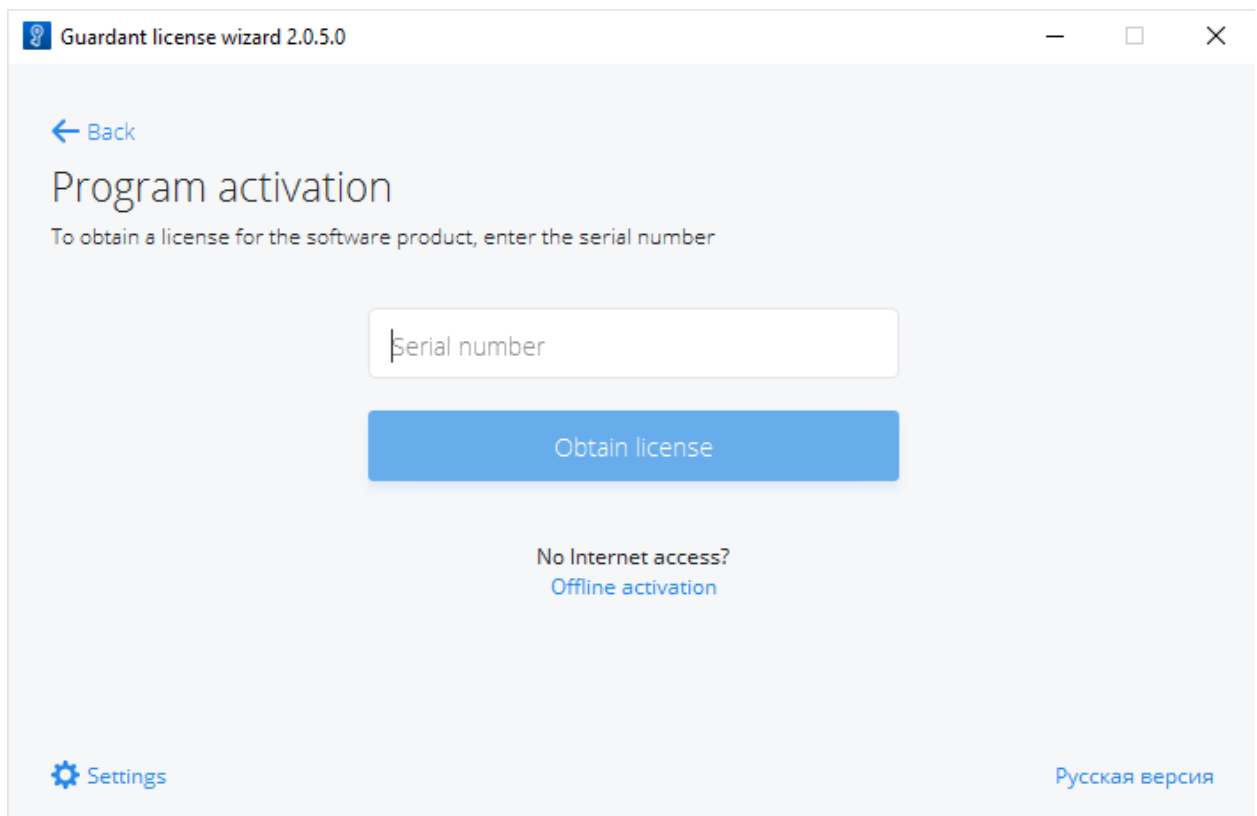 Guardant license wizard 2.0.5.0
Back
Program activation
To obtain a license for the software product, enter the serial number
Serial number
Obtain license
No Internet access?
Offline activation
Settings
Русская версия